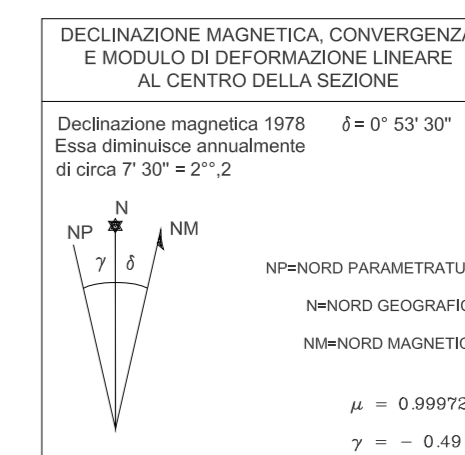 DECLINAZIONE MAGNETICA, CONVERGENZA
E MODULO DI DEFORMAZIONE LINEARE
AL CENTRO DELLA SEZIONE
Declinazione magnetica 1978 δ = 0° 53' 30"
Essa diminuisce annualmente
di circa 7' 30" = 2°°,2
N
NP NM
γ δ
NP=NORD PARAMETRATU
N=NORD GEOGRAFIC
NM=NORD MAGNETIC
μ = 0.99972
γ = − 0.49